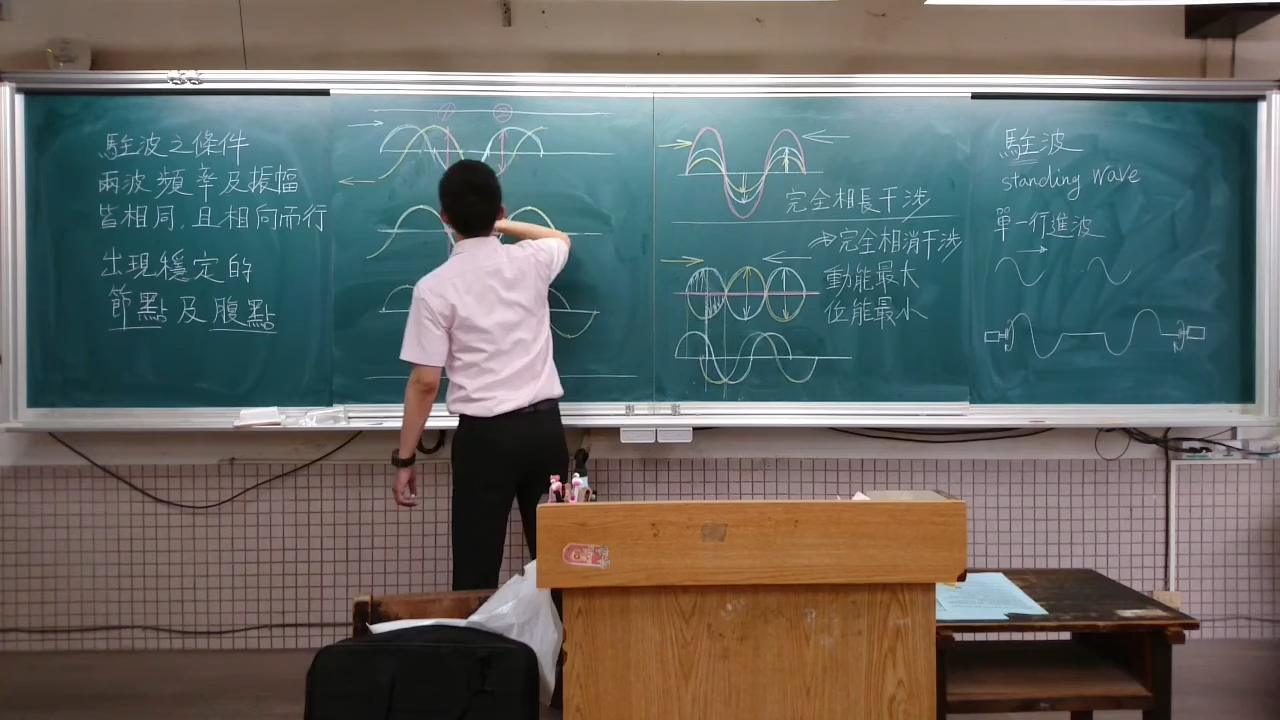 駐波之條件
兩波頻率及振幅
皆相同,且相向而行
出現穩定的
節點及腹點
完全相長干涉
⇒完全相消干涉
動能最大
位能最小
駐波
standing wave
單一行進波